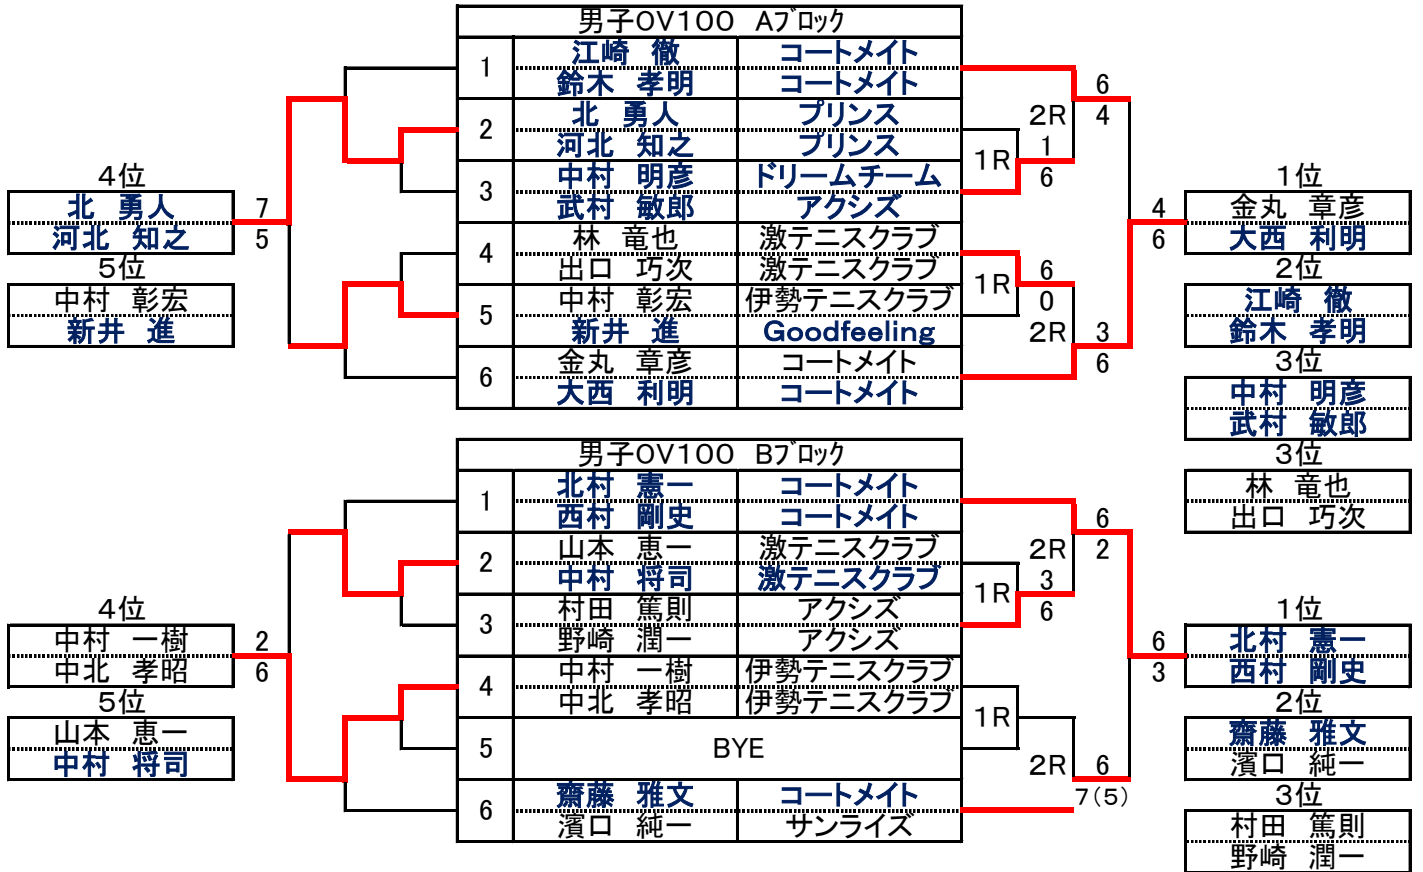 男子OV100 Aブロック
1 江崎 徹 コートメイト
鈴木 孝明 コートメイト
2 北 勇人 プリンス
河北 知之 プリンス
3 中村 明彦 ドリームチーム
武村 敏郎 アクシズ
4 林 竜也 激テニスクラブ
出口 巧次 激テニスクラブ
5 中村 彰宏 伊勢テニスクラブ
新井 進 Goodfeeling
6 金丸 章彦 コートメイト
大西 利明 コートメイト
1R
1
6
2R
6
4
1R
6
0
2R
3
6
4
6
4位
北 勇人
河北 知之
7
5
5位
中村 彰宏
新井 進
1位
金丸 章彦
大西 利明
2位
江崎 徹
鈴木 孝明
3位
中村 明彦
武村 敏郎
3位
林 竜也
出口 巧次
男子OV100 Bブロック
1 北村 憲一 コートメイト
西村 剛史 コートメイト
2 山本 恵一 激テニスクラブ
中村 将司 激テニスクラブ
3 村田 篤則 アクシズ
野崎 潤一 アクシズ
4 中村 一樹 伊勢テニスクラブ
中北 孝昭 伊勢テニスクラブ
5 BYE
6 齋藤 雅文 コートメイト
濱口 純一 サンライズ
1R
3
6
2R
6
2
1R
2R
6
7(5)
6
3
4位
中村 一樹
中北 孝昭
2
6
5位
山本 恵一
中村 将司
1位
北村 憲一
西村 剛史
2位
齋藤 雅文
濱口 純一
3位
村田 篤則
野崎 潤一